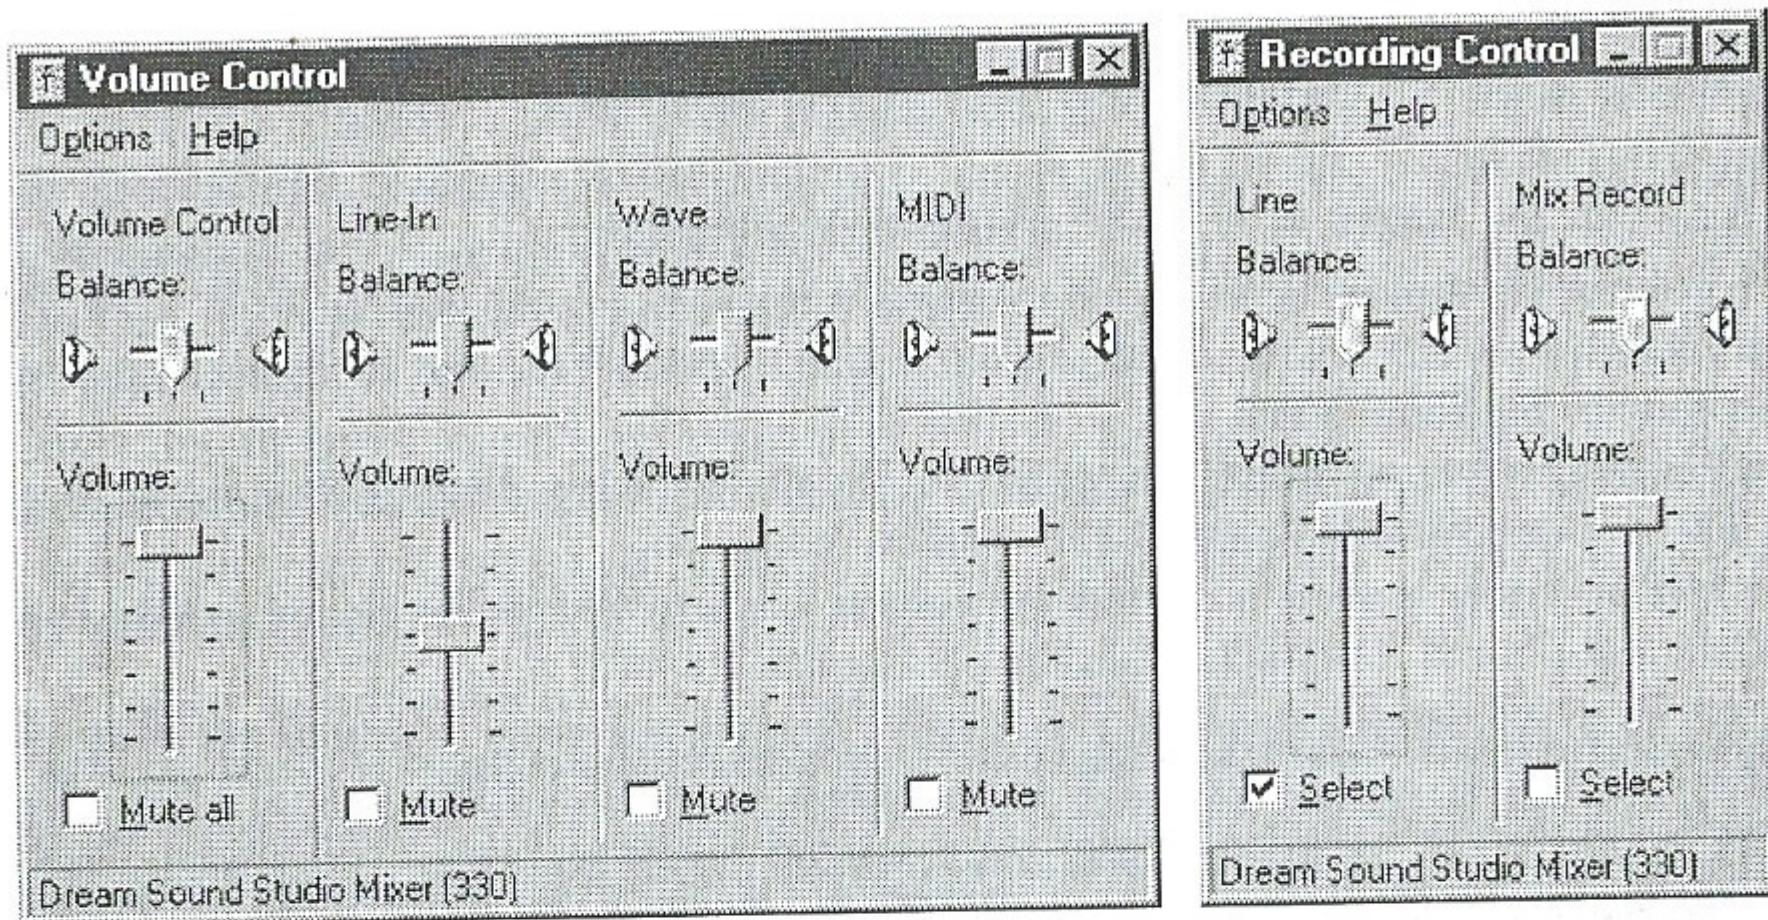 Volume Control
Options Help
Volume Control
Balance:
Volume:
Mute all
Line-In
Balance:
Volume:
Mute
Wave
Balance:
Volume:
Mute
MIDI
Balance:
Volume:
Mute
Dream Sound Studio Mixer (330)
Recording Control
Options Help
Line
Balance:
Volume:
Select
Mix Record
Balance:
Volume:
Select
Dream Sound Studio Mixer (330)